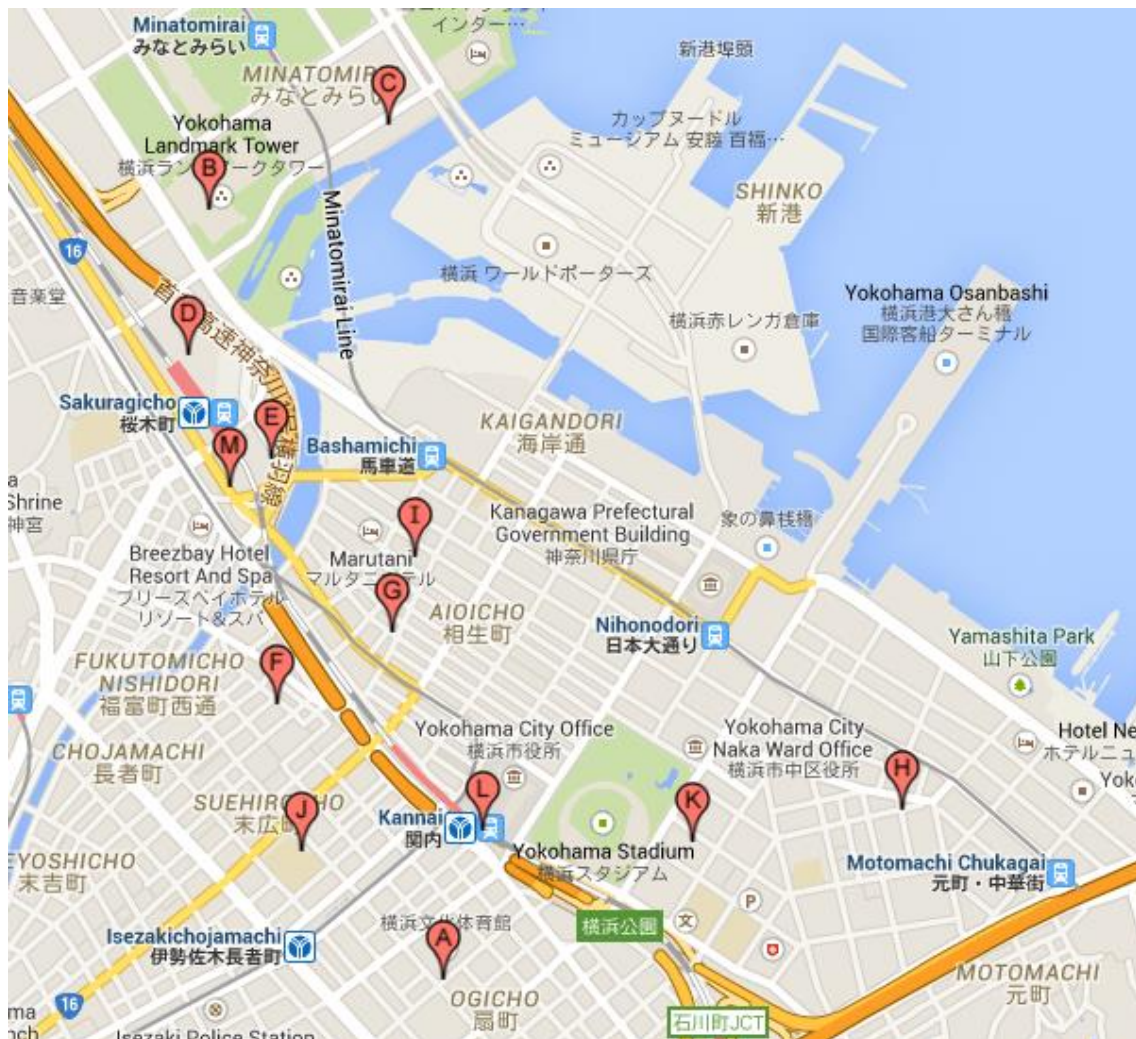 インター…
Minatomirai
みなとみらい
新港埠頭
C
みなとみらい
Yokohama
Landmark Tower
B
カップヌードル
ミュージアム 安藤 百福…
SHINKO
新港
Minatomirai Line
16
横浜 ワールドポーターズ
音楽堂
Yokohama Osanbashi
横浜港大さん橋
国際客船ターミナル
D
横浜赤レンガ倉庫
Sakuragicho
桜木町
E
M
KAIGANDORI
海岸通
Bashamichi
馬車道
Shrine
神宮
I
Kanagawa Prefectural
Government Building
神奈川県庁
象の鼻桟橋
Breezbay Hotel
Resort And Spa
ブリーズベイホテル
リゾート&スパ
Marutani
G
AIOICHO
相生町
Nihonodori
日本大通り
Yamashita Park
山下公園
FUKUTOMICHO
NISHIDORI
福富町西通
F
Yokohama City Office
横浜市役所
Yokohama City
Naka Ward Office
横浜市中区役所
Hotel Ne
ホテルニュ
CHOJAMACHI
長者町
H
J
末広町
L
K
Kannai
関内
Yokohama Stadium
横浜スタジアム
EYOSHICHO
末吉町
Motomachi Chukagai
元町・中華街
P
文
横浜公園
A
Isezakichojamachi
伊勢佐木長者町
MOTOMACHI
元町
OGICHO
扇町
16
石川町JCT
Isezaki Police Station